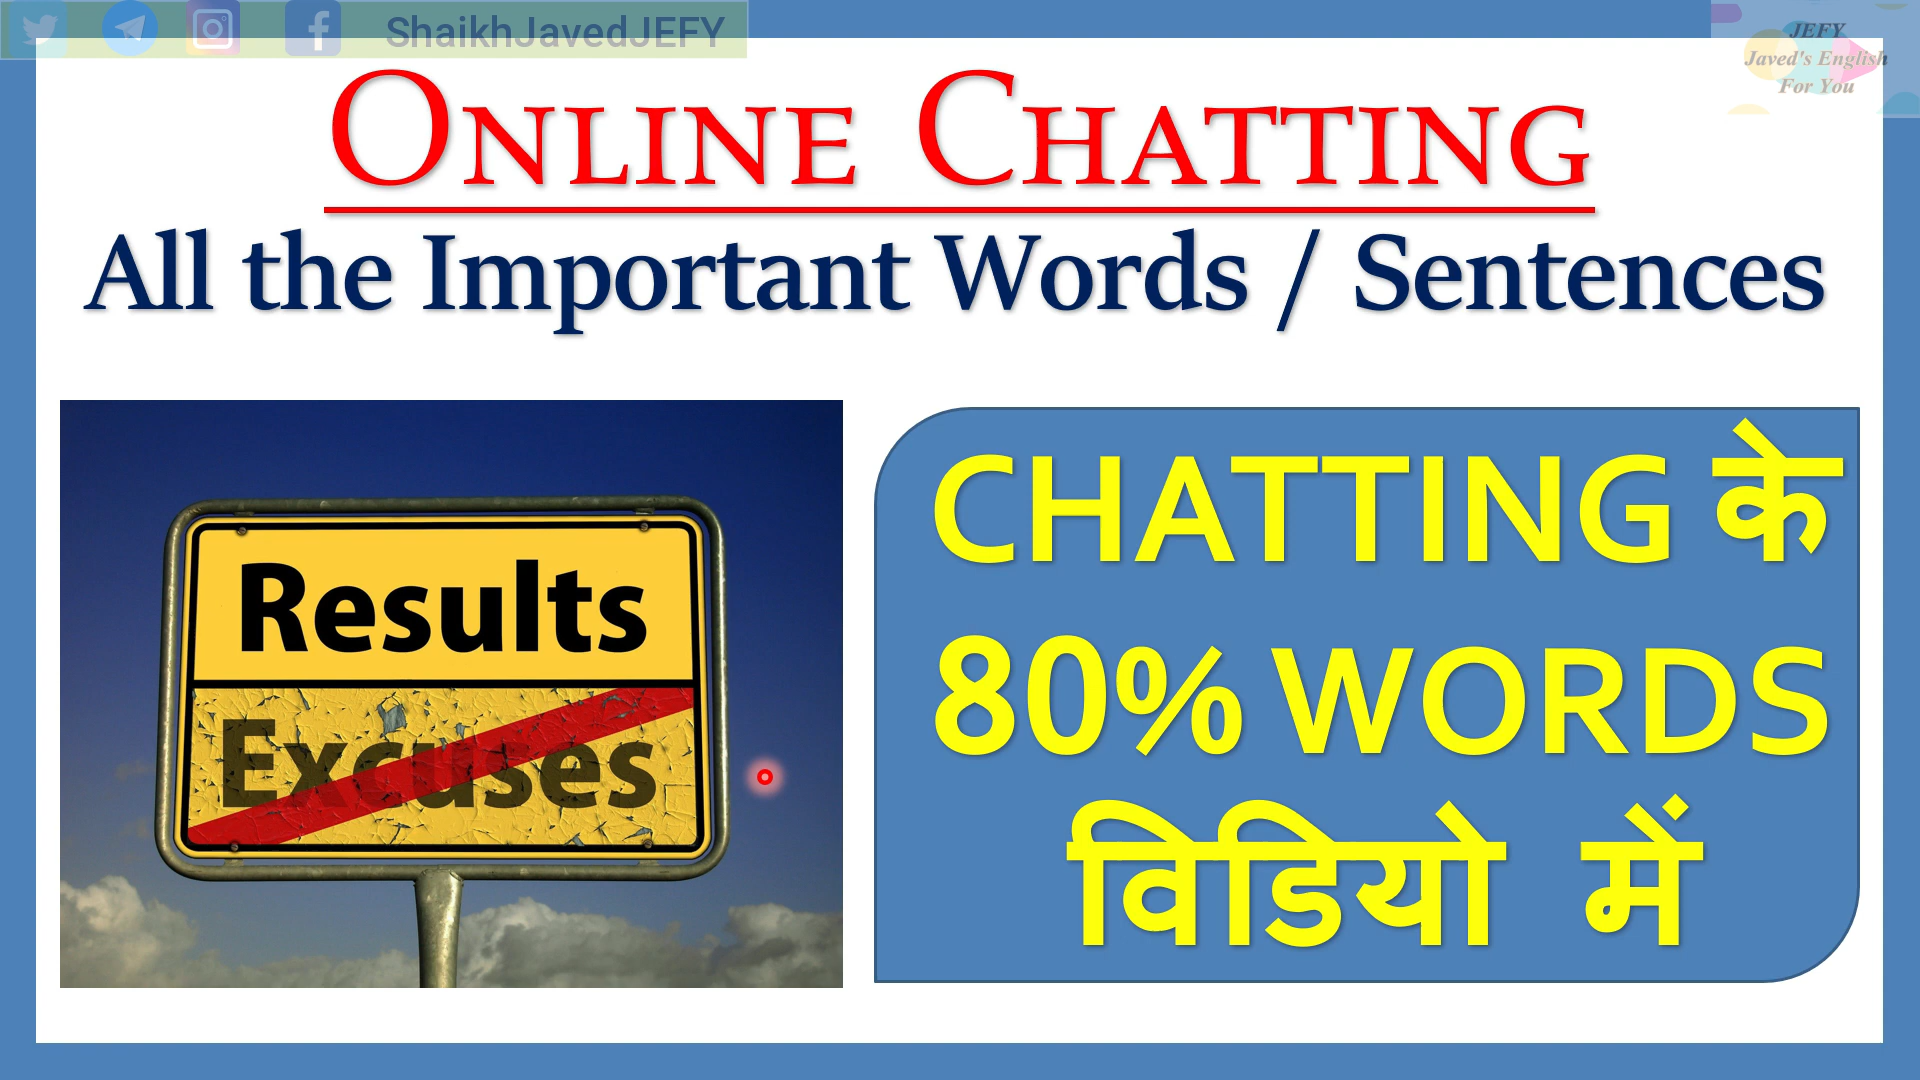 ShaikhJavedJEFY
JEFY
Javed's English
For You
ONLINE CHATTING
All the Important Words / Sentences
Results
Excuses
CHATTING के
80% WORDS
विडियो में